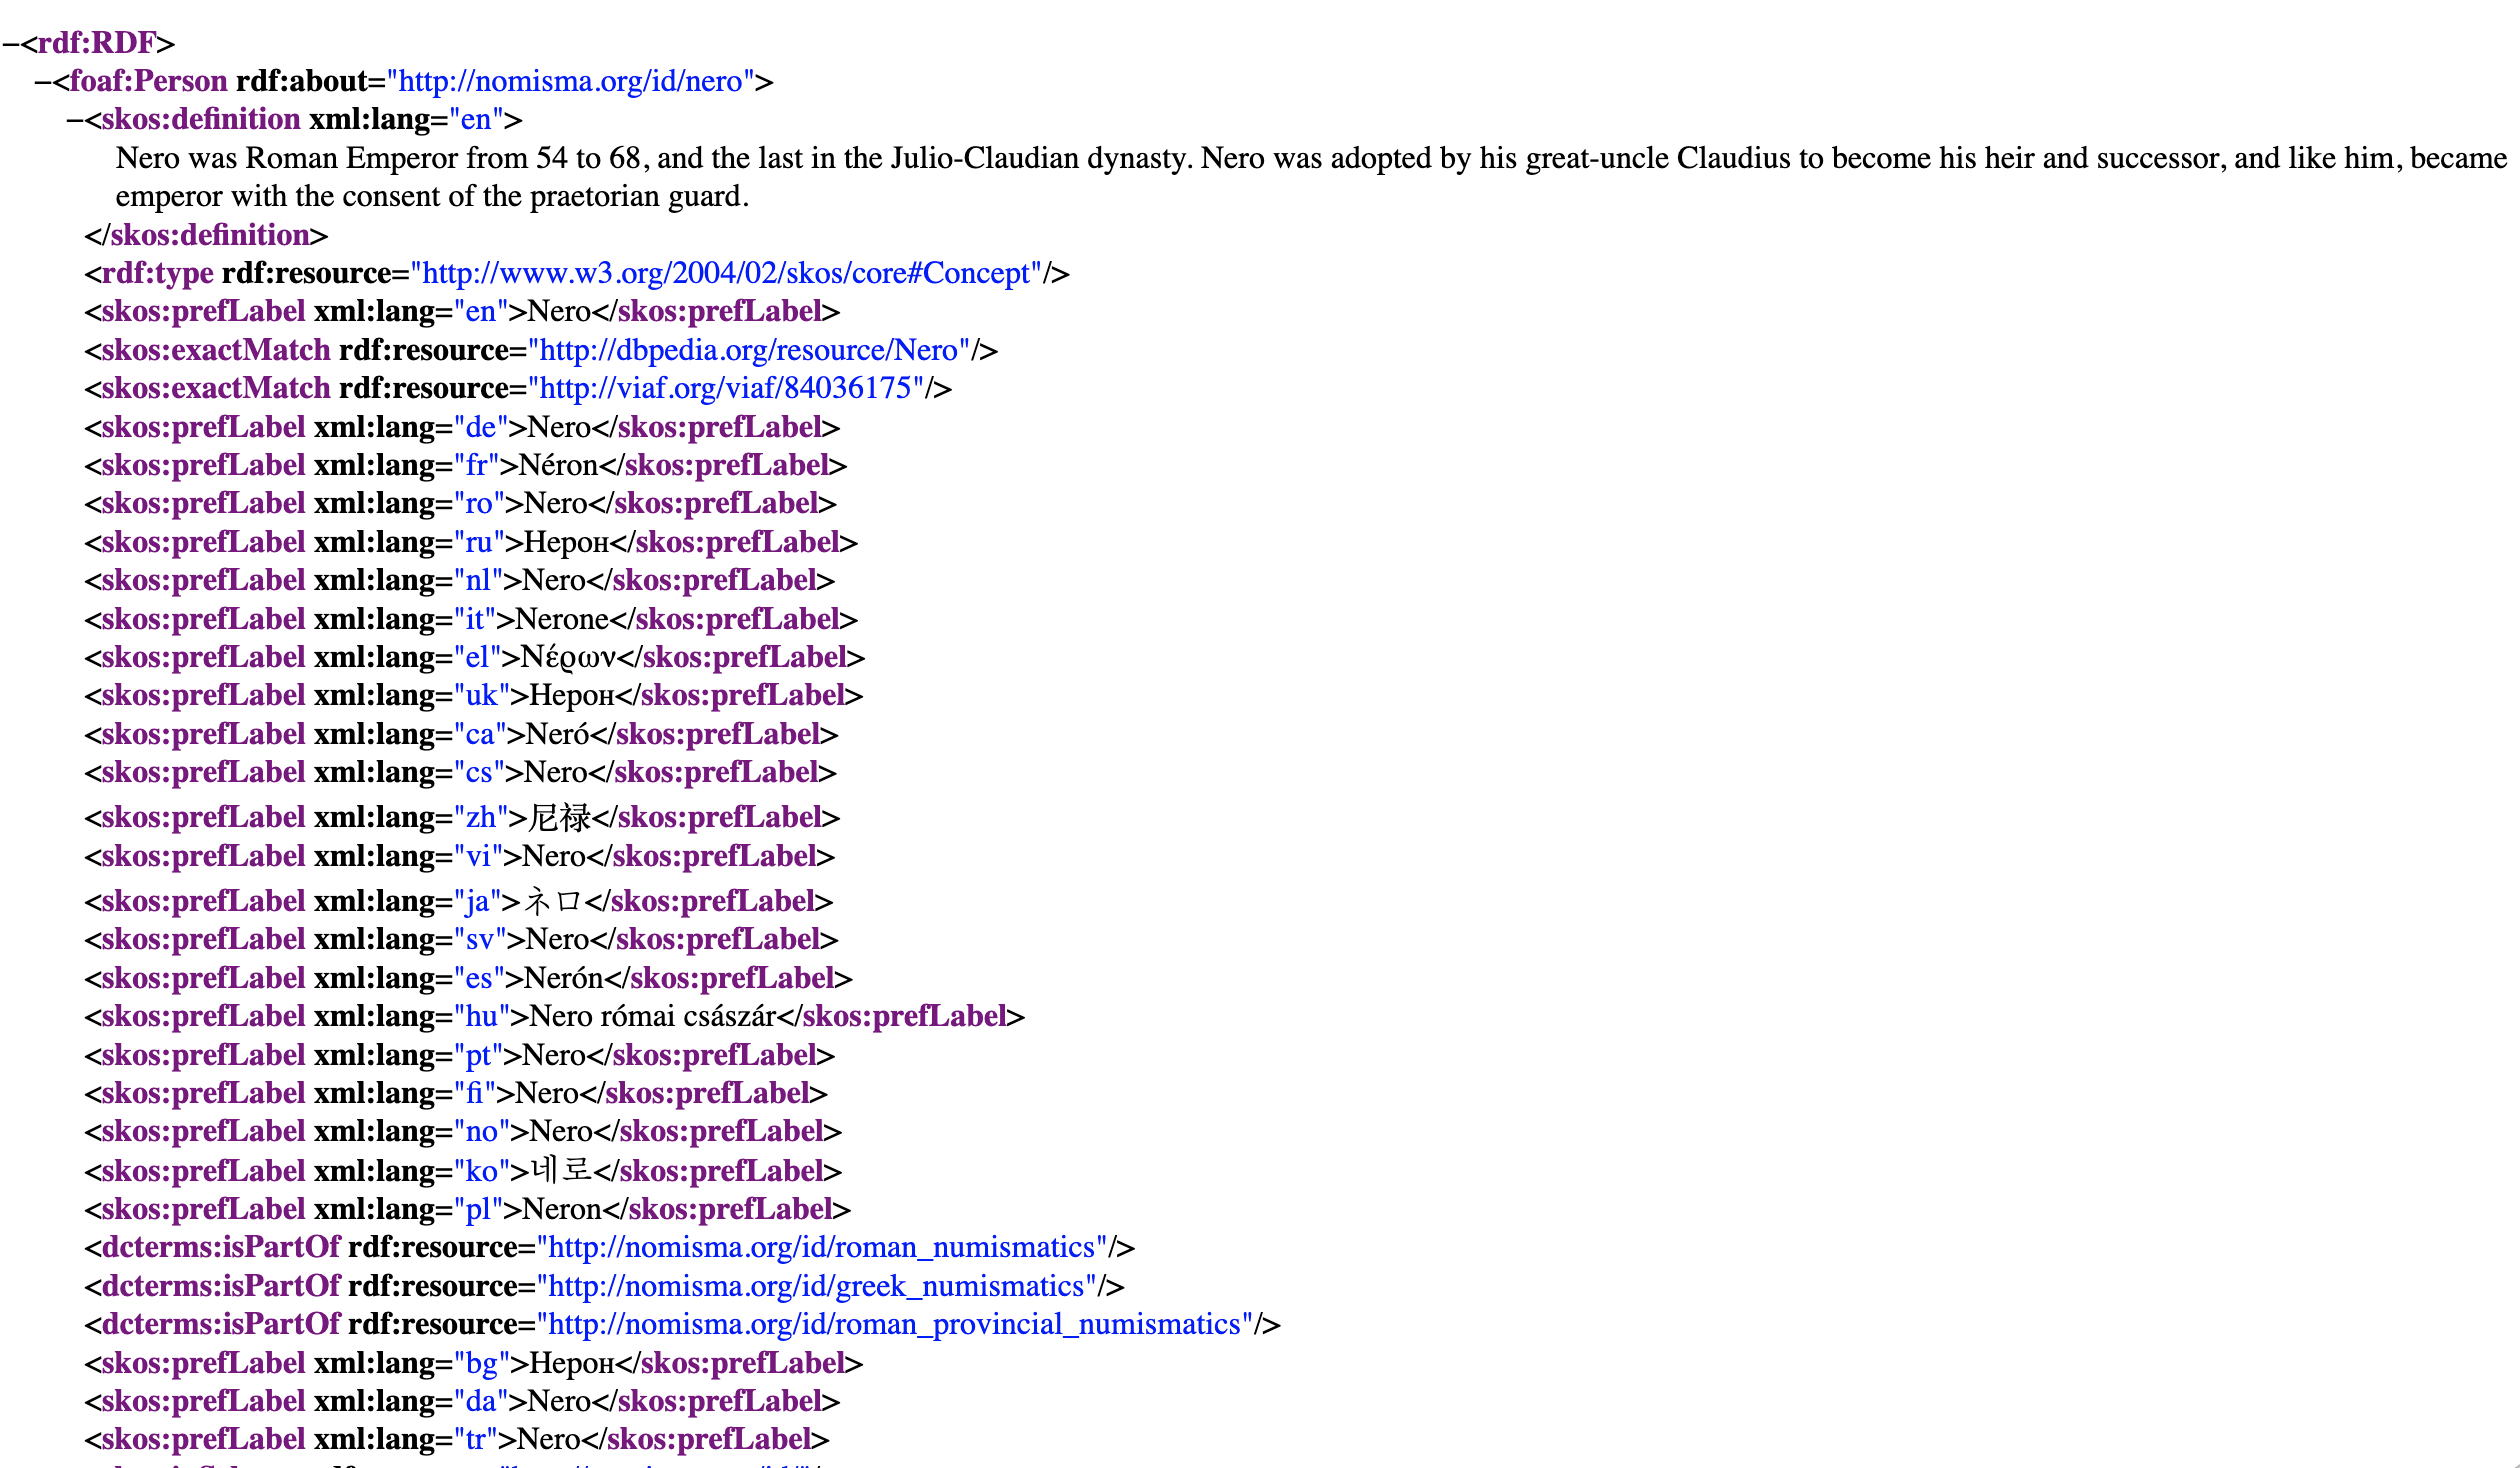 –<rdf:RDF>
–<foaf:Person rdf:about="http://nomisma.org/id/nero">
–<skos:definition xml:lang="en">
Nero was Roman Emperor from 54 to 68, and the last in the Julio-Claudian dynasty. Nero was adopted by his great-uncle Claudius to become his heir and successor, and like him, became
emperor with the consent of the praetorian guard.
</skos:definition>
<rdf:type rdf:resource="http://www.w3.org/2004/02/skos/core#Concept"/>
<skos:prefLabel xml:lang="en">Nero</skos:prefLabel>
<skos:exactMatch rdf:resource="http://dbpedia.org/resource/Nero"/>
<skos:exactMatch rdf:resource="http://viaf.org/viaf/84036175"/>
<skos:prefLabel xml:lang="de">Nero</skos:prefLabel>
<skos:prefLabel xml:lang="fr">Néron</skos:prefLabel>
<skos:prefLabel xml:lang="ro">Nero</skos:prefLabel>
<skos:prefLabel xml:lang="ru">Нерон</skos:prefLabel>
<skos:prefLabel xml:lang="nl">Nero</skos:prefLabel>
<skos:prefLabel xml:lang="it">Nerone</skos:prefLabel>
<skos:prefLabel xml:lang="el">Νέρων</skos:prefLabel>
<skos:prefLabel xml:lang="uk">Нерон</skos:prefLabel>
<skos:prefLabel xml:lang="ca">Neró</skos:prefLabel>
<skos:prefLabel xml:lang="cs">Nero</skos:prefLabel>
<skos:prefLabel xml:lang="zh">尼禄</skos:prefLabel>
<skos:prefLabel xml:lang="vi">Nero</skos:prefLabel>
<skos:prefLabel xml:lang="ja">ネロ</skos:prefLabel>
<skos:prefLabel xml:lang="sv">Nero</skos:prefLabel>
<skos:prefLabel xml:lang="es">Nerón</skos:prefLabel>
<skos:prefLabel xml:lang="hu">Nero római császár</skos:prefLabel>
<skos:prefLabel xml:lang="pt">Nero</skos:prefLabel>
<skos:prefLabel xml:lang="fi">Nero</skos:prefLabel>
<skos:prefLabel xml:lang="no">Nero</skos:prefLabel>
<skos:prefLabel xml:lang="ko">네로</skos:prefLabel>
<skos:prefLabel xml:lang="pl">Neron</skos:prefLabel>
<dcterms:isPartOf rdf:resource="http://nomisma.org/id/roman_numismatics"/>
<dcterms:isPartOf rdf:resource="http://nomisma.org/id/greek_numismatics"/>
<dcterms:isPartOf rdf:resource="http://nomisma.org/id/roman_provincial_numismatics"/>
<skos:prefLabel xml:lang="bg">Нерон</skos:prefLabel>
<skos:prefLabel xml:lang="da">Nero</skos:prefLabel>
<skos:prefLabel xml:lang="tr">Nero</skos:prefLabel>